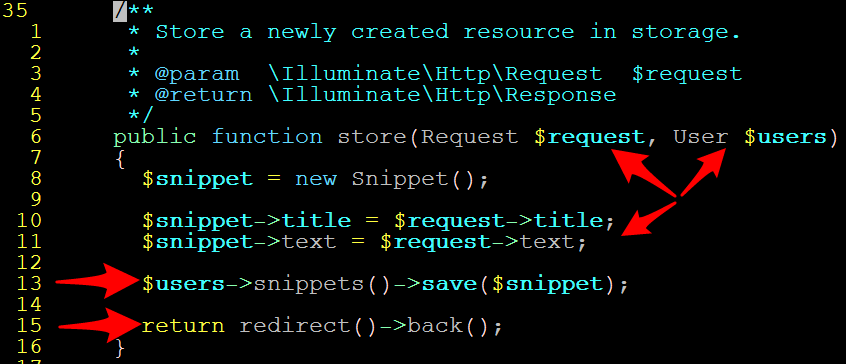 35 /**
1 * Store a newly created resource in storage.
2 *
3 * @param  \Illuminate\Http\Request  $request
4 * @return \Illuminate\Http\Response
5 */
6 public function store(Request $request, User $users)
7 {
8 $snippet = new Snippet();
9
10 $snippet->title = $request->title;
11 $snippet->text = $request->text;
12
13 $users->snippets()->save($snippet);
14
15 return redirect()->back();
16 }
17